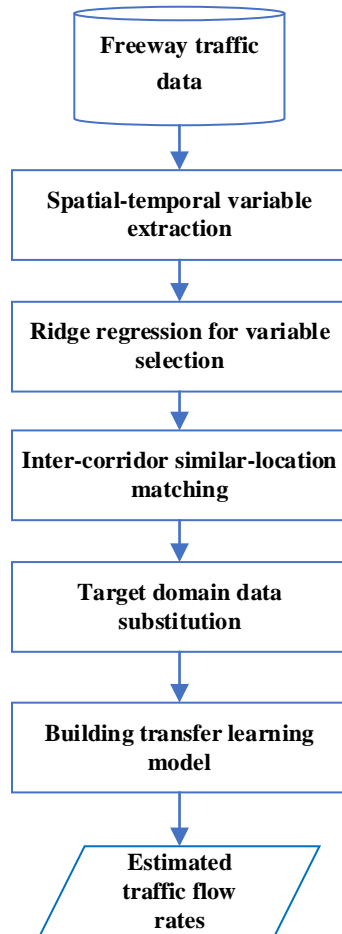 Freeway traffic
data
Spatial-temporal variable
extraction
Ridge regression for variable
selection
Inter-corridor similar-location
matching
Target domain data
substitution
Building transfer learning
model
Estimated
traffic flow
rates